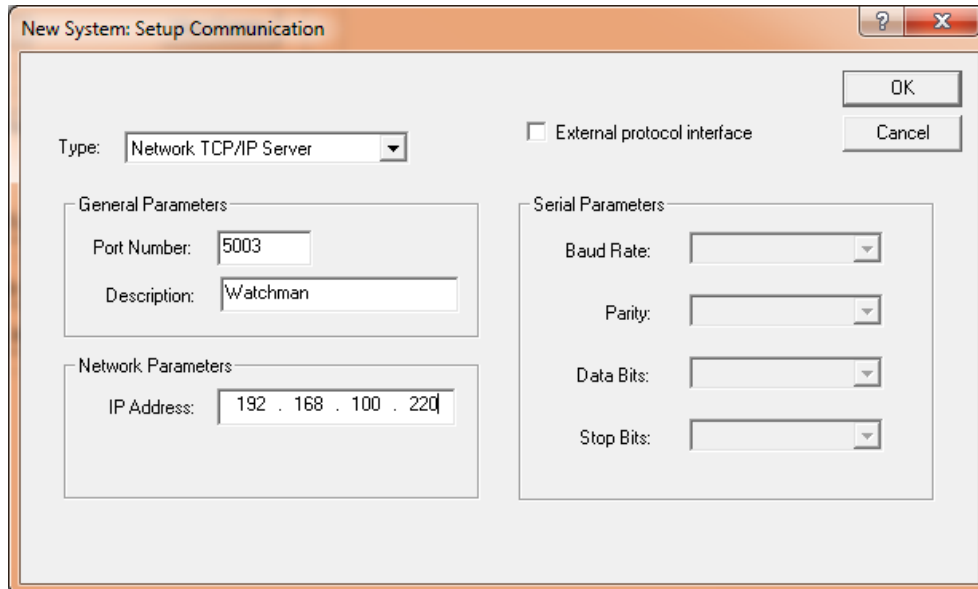 New System: Setup Communication
?
X
OK
Cancel
Type: Network TCP/IP Server
External protocol interface
General Parameters
Port Number: 5003
Description: Watchman
Network Parameters
IP Address: 192 . 168 . 100 . 220
Serial Parameters
Baud Rate:
Parity:
Data Bits:
Stop Bits: